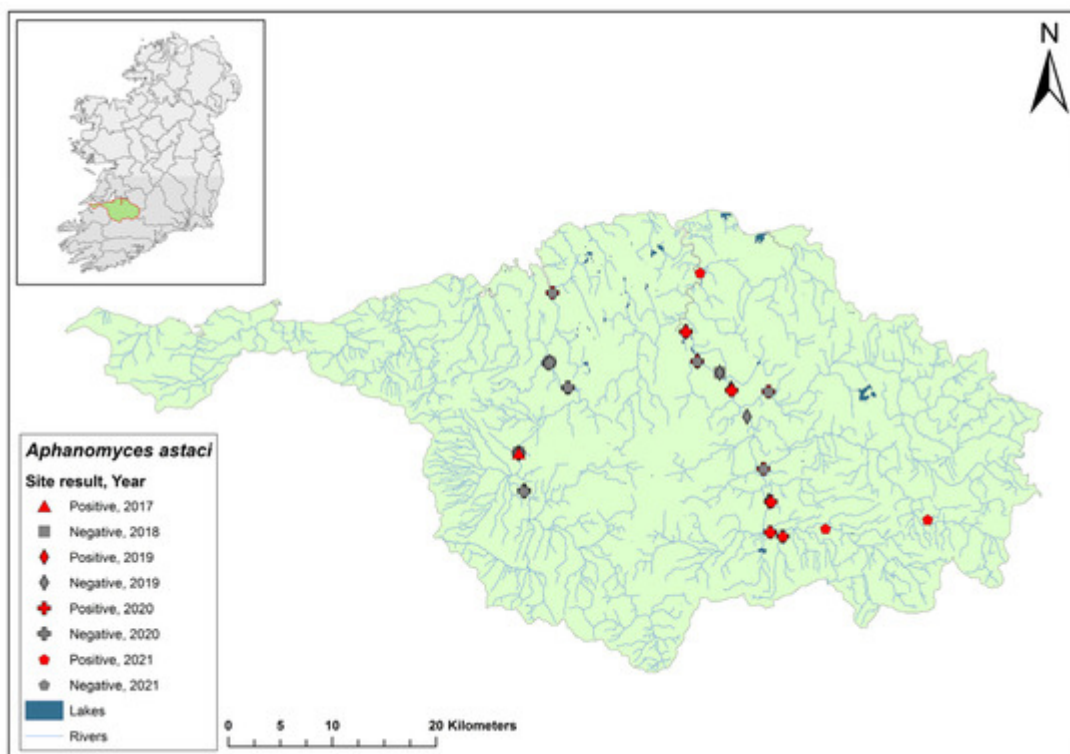 N
Aphanomyces astaci
Site result, Year
Positive, 2017
Negative, 2018
Positive, 2019
Negative, 2019
Positive, 2020
Negative, 2020
Positive, 2021
Negative, 2021
Lakes
Rivers
0 5 10 20 Kilometers